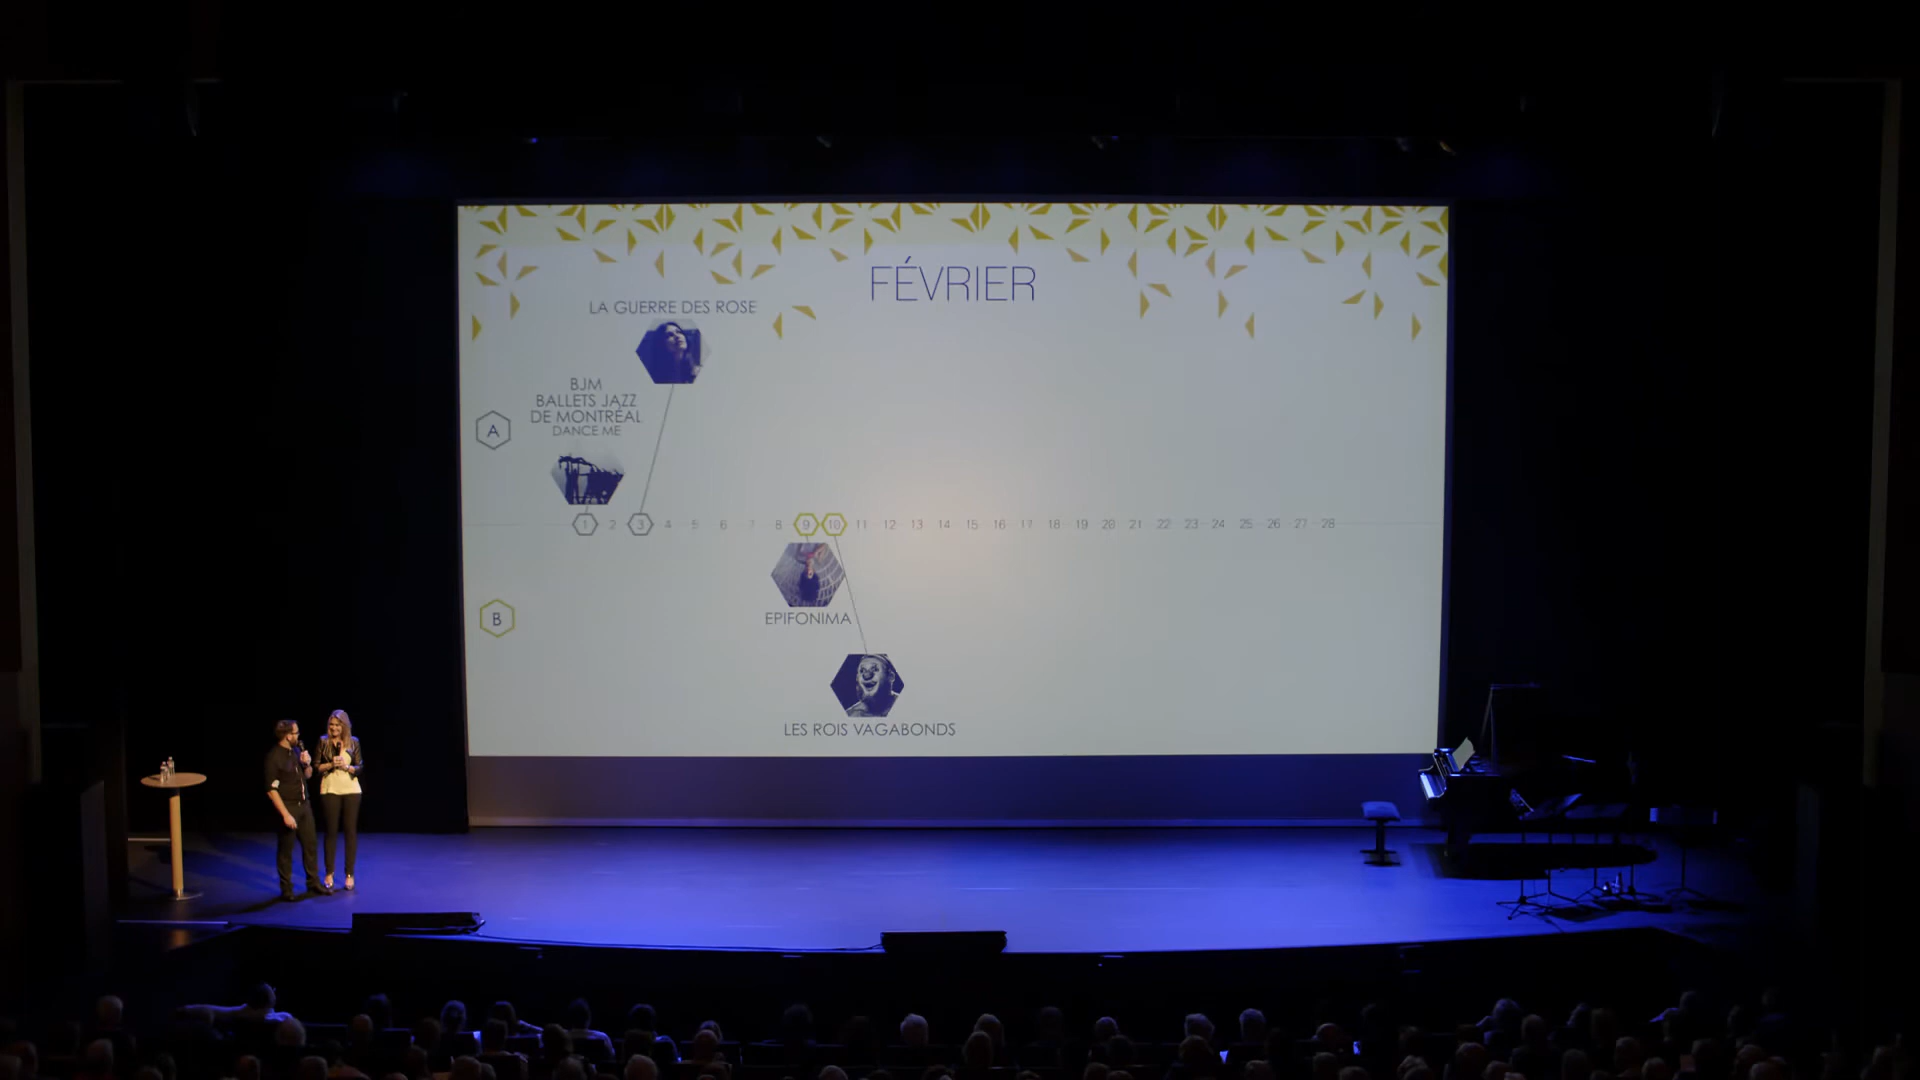 FÉVRIER
LA GUERRE DES ROSE
BJM
BALLETS JAZZ
DE MONTRÉAL
DANCE ME
A
1 2 3 4 5 6 7 8 9 10 11 12 13 14 15 16 17 18 19 20 21 22 23 24 25 26 27 28
B
EPIFONIMA
LES ROIS VAGABONDS